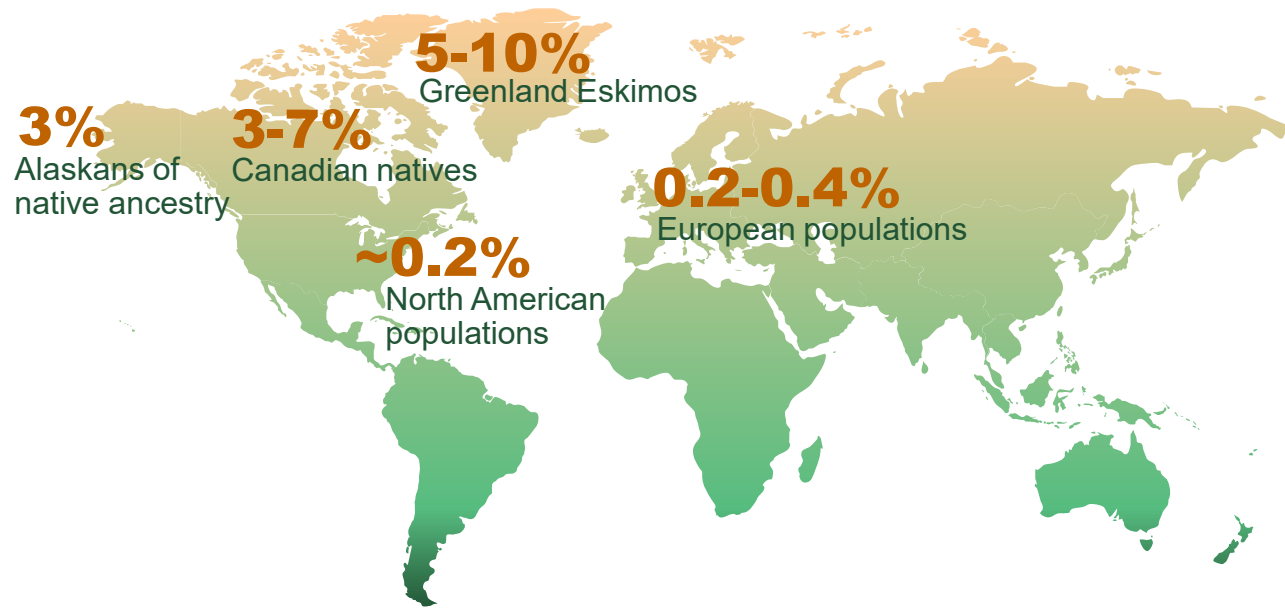 5-10%
Greenland Eskimos
3%
Alaskans of
native ancestry
3-7%
Canadian natives
0.2-0.4%
European populations
~0.2%
North American
populations